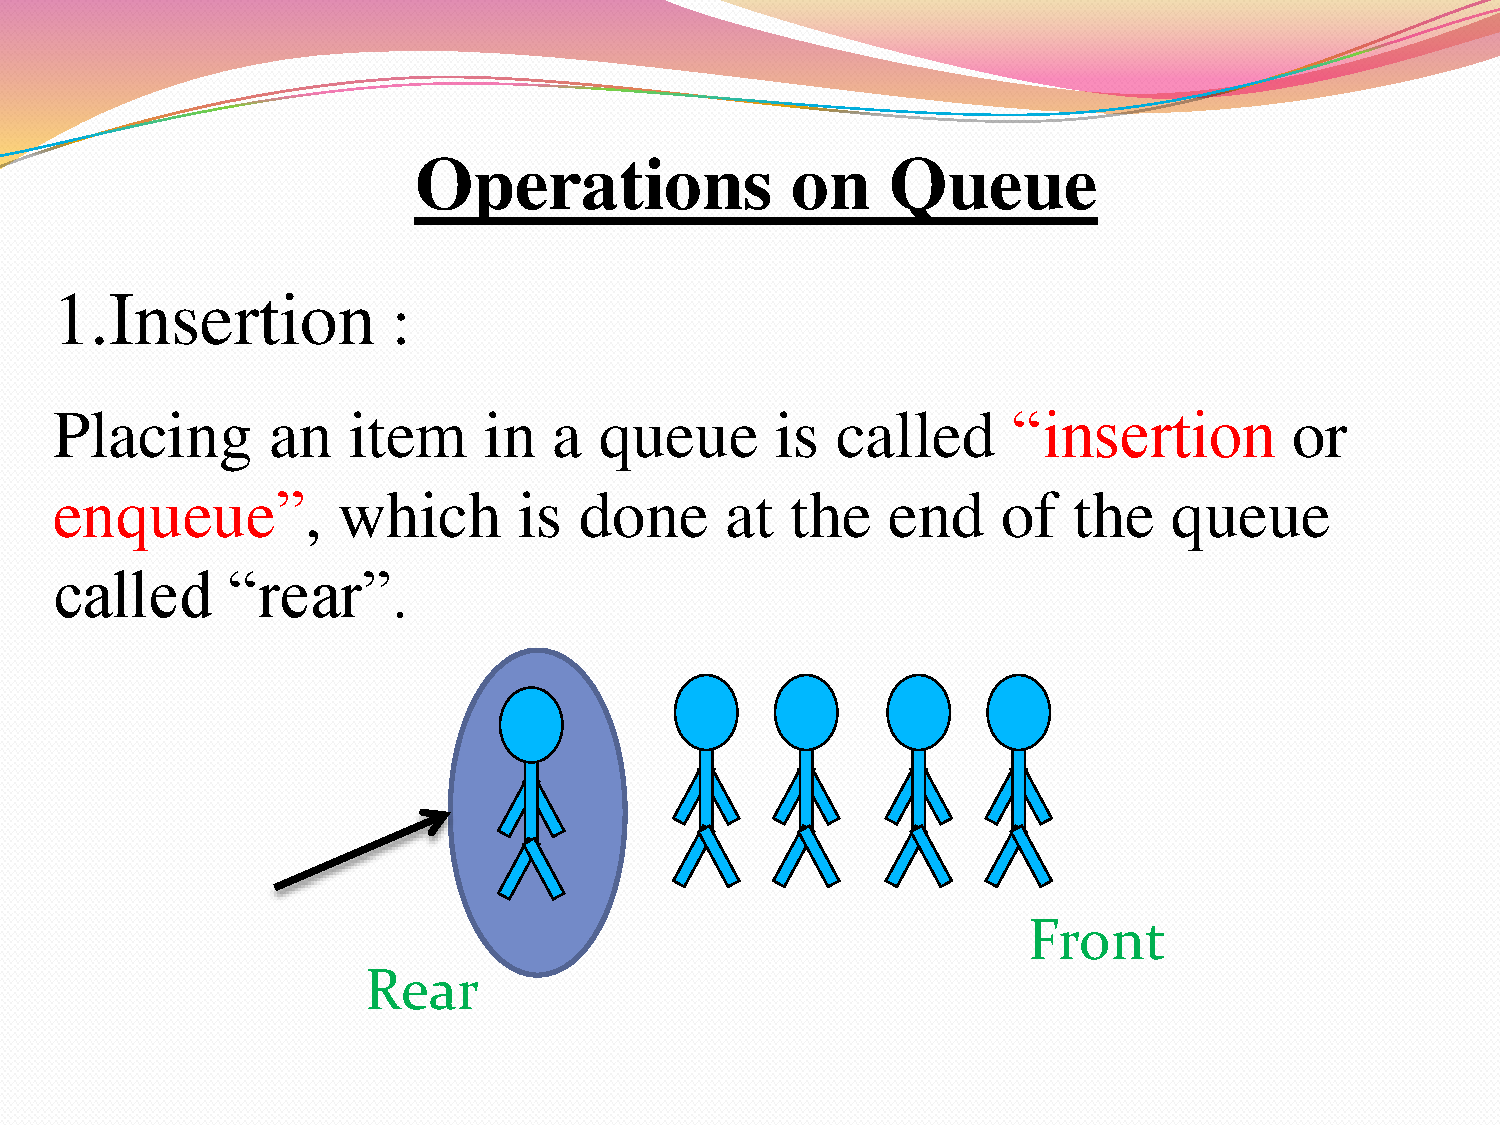 Operations on Queue
1.Insertion :
Placing an item in a queue is called “insertion or
enqueue”, which is done at the end of the queue
called “rear”.
Front
Rear